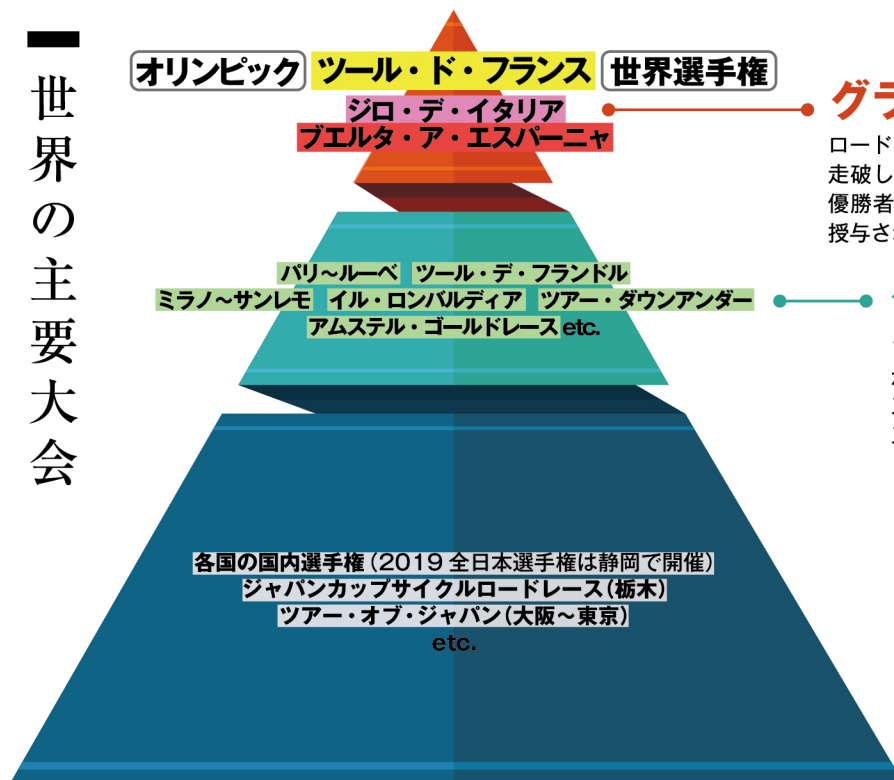 世界の主要大会
オリンピック ツール・ド・フランス 世界選手権
ジロ・デ・イタリア
ブエルタ・ア・エスパーニャ
グラ
ロード
走破し
優勝者
授与さ
パリ～ルーベ ツール・デ・フランドル
ミラノ～サンレモ イル・ロンバルディア ツアー・ダウンアンダー
アムステル・ゴールドレース etc.
各国の国内選手権(2019 全日本選手権は静岡で開催)
ジャパンカップサイクルロードレース(栃木)
ツアー・オブ・ジャパン(大阪～東京)
etc.